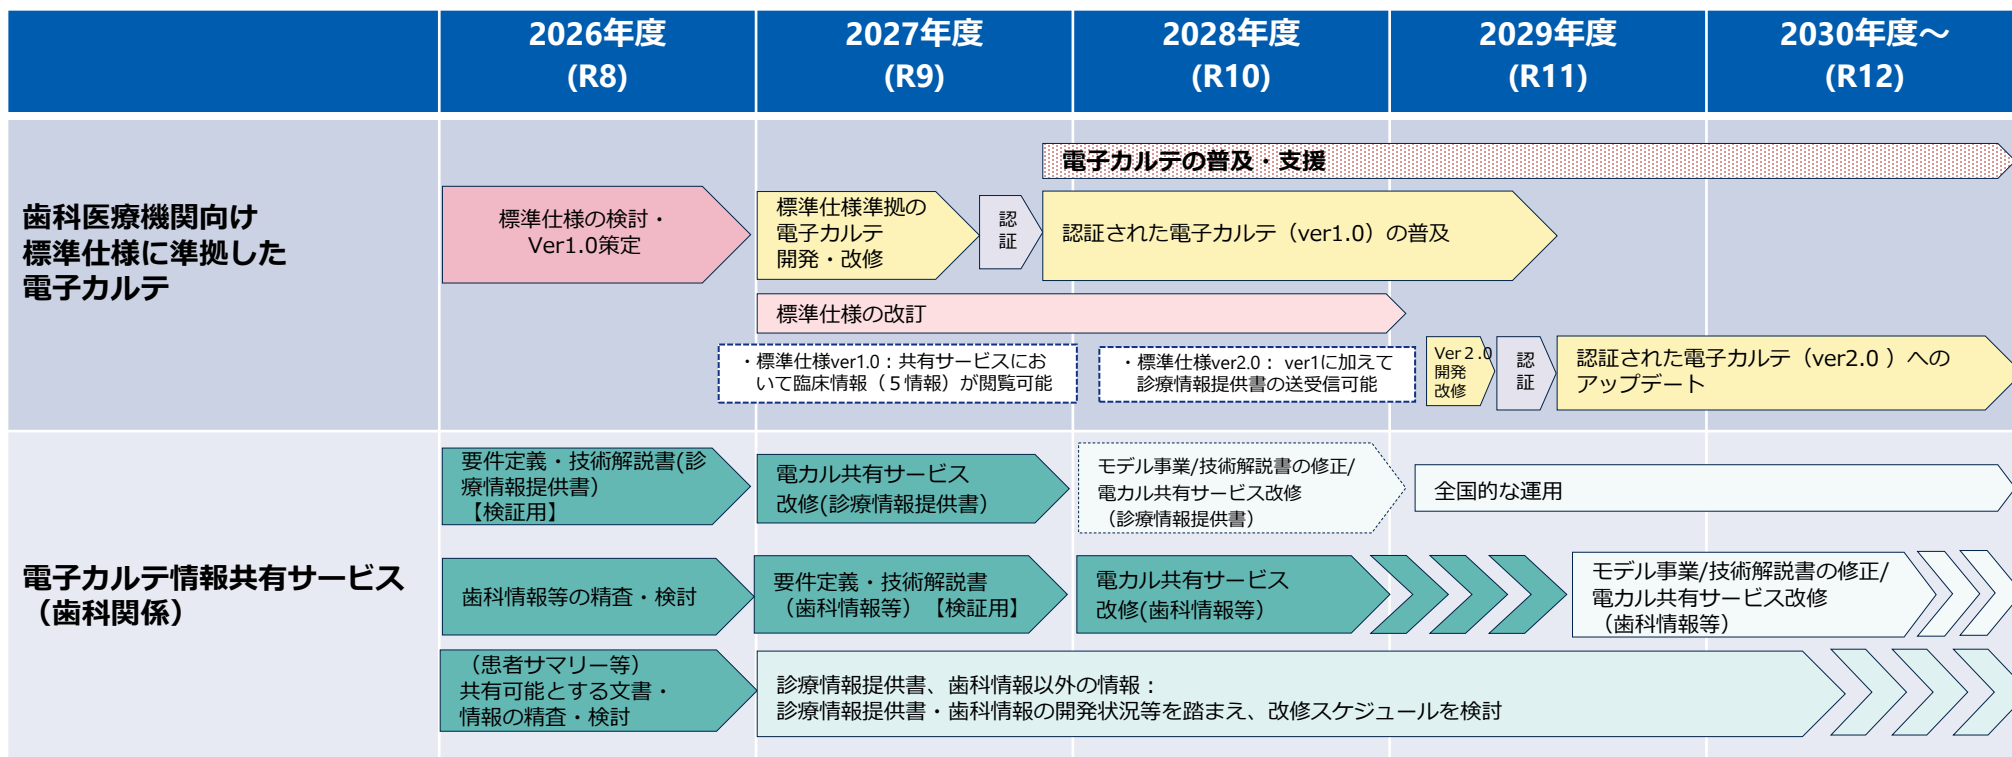 2026年度
(R8)
2027年度
(R9)
2028年度
(R10)
2029年度
(R11)
2030年度～
(R12)
歯科医療機関向け
標準仕様に準拠した
電子カルテ
電子カルテの普及・支援
標準仕様の検討・
Ver1.0策定
標準仕様準拠の
電子カルテ
開発・改修
認
証
認証された電子カルテ（ver1.0）の普及
標準仕様の改訂
・標準仕様ver1.0：共有サービスにお
いて臨床情報（５情報）が閲覧可能
・標準仕様ver2.0： ver1に加えて
診療情報提供書の送受信可能
Ver２.0
開発
改修
認
証
認証された電子カルテ（ver2.0 ）への
アップデート
電子カルテ情報共有サービス
（歯科関係）
要件定義・技術解説書(診
療情報提供書）
【検証用】
電カル共有サービス
改修(診療情報提供書）
モデル事業/技術解説書の修正/
電カル共有サービス改修
（診療情報提供書）
全国的な運用
歯科情報等の精査・検討
要件定義・技術解説書
（歯科情報等）【検証用】
電カル共有サービス
改修(歯科情報等）
モデル事業/技術解説書の修正/
電カル共有サービス改修
（歯科情報等）
（患者サマリー等）
共有可能とする文書・
情報の精査・検討
診療情報提供書、歯科情報以外の情報：
診療情報提供書・歯科情報の開発状況等を踏まえ、改修スケジュールを検討